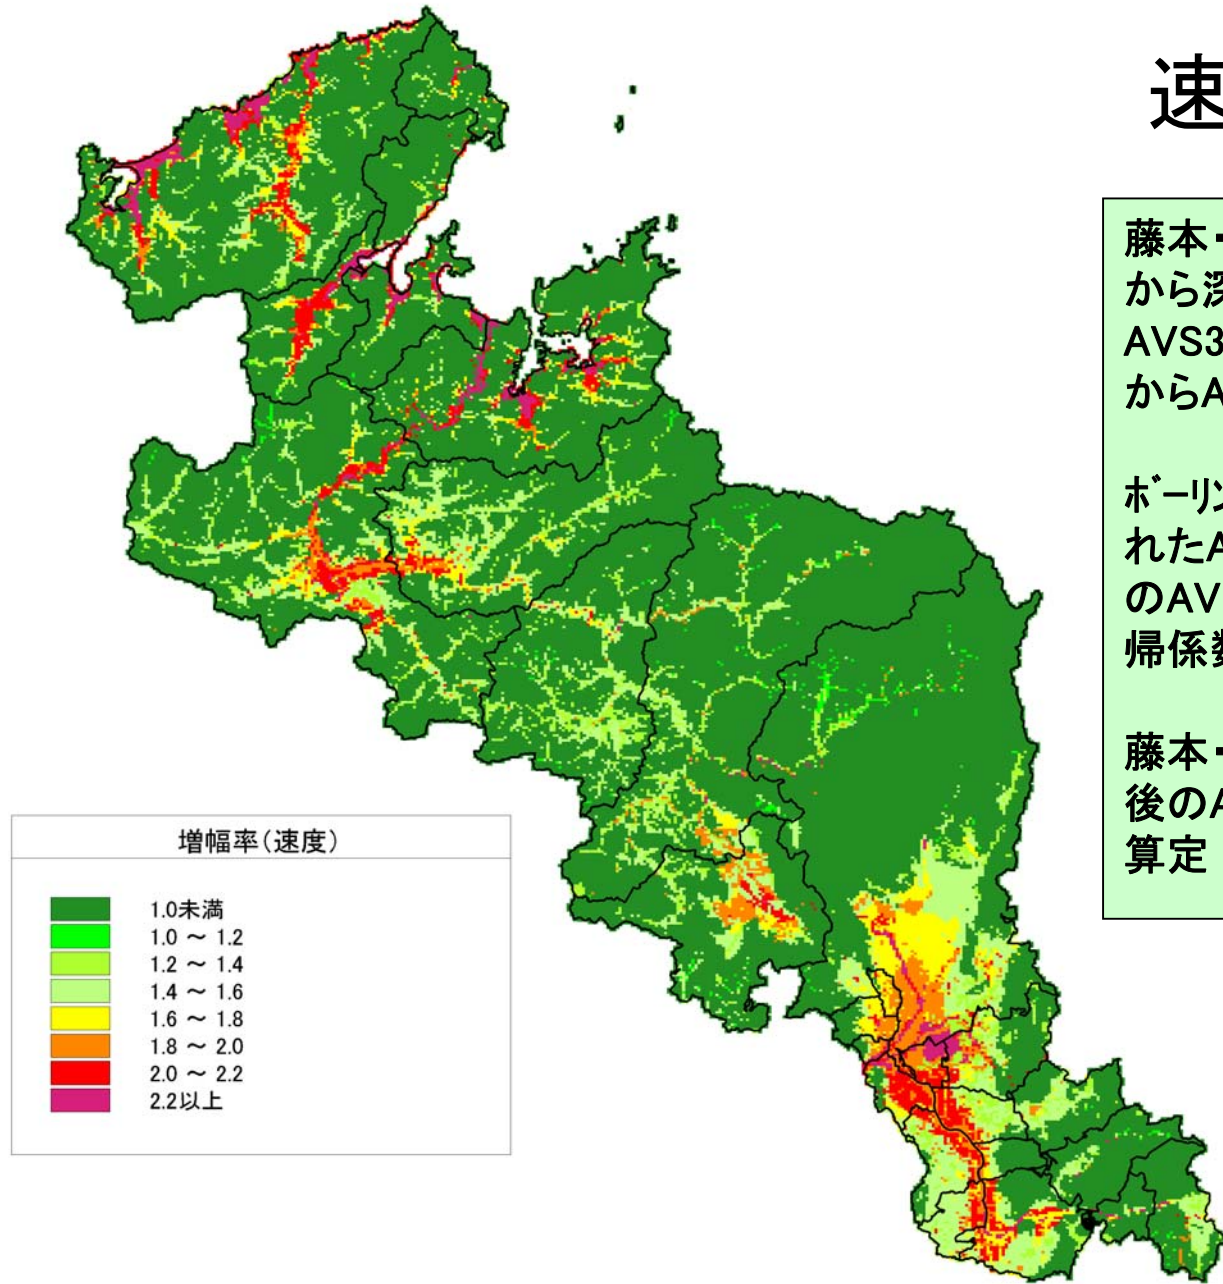 速
藤本・
から深
AVS3
からA
ボーリン
れたA
のAV
帰係数
藤本・
後のA
算定
増幅率(速度)
1.0未満
1.0 ～ 1.2
1.2 ～ 1.4
1.4 ～ 1.6
1.6 ～ 1.8
1.8 ～ 2.0
2.0 ～ 2.2
2.2以上